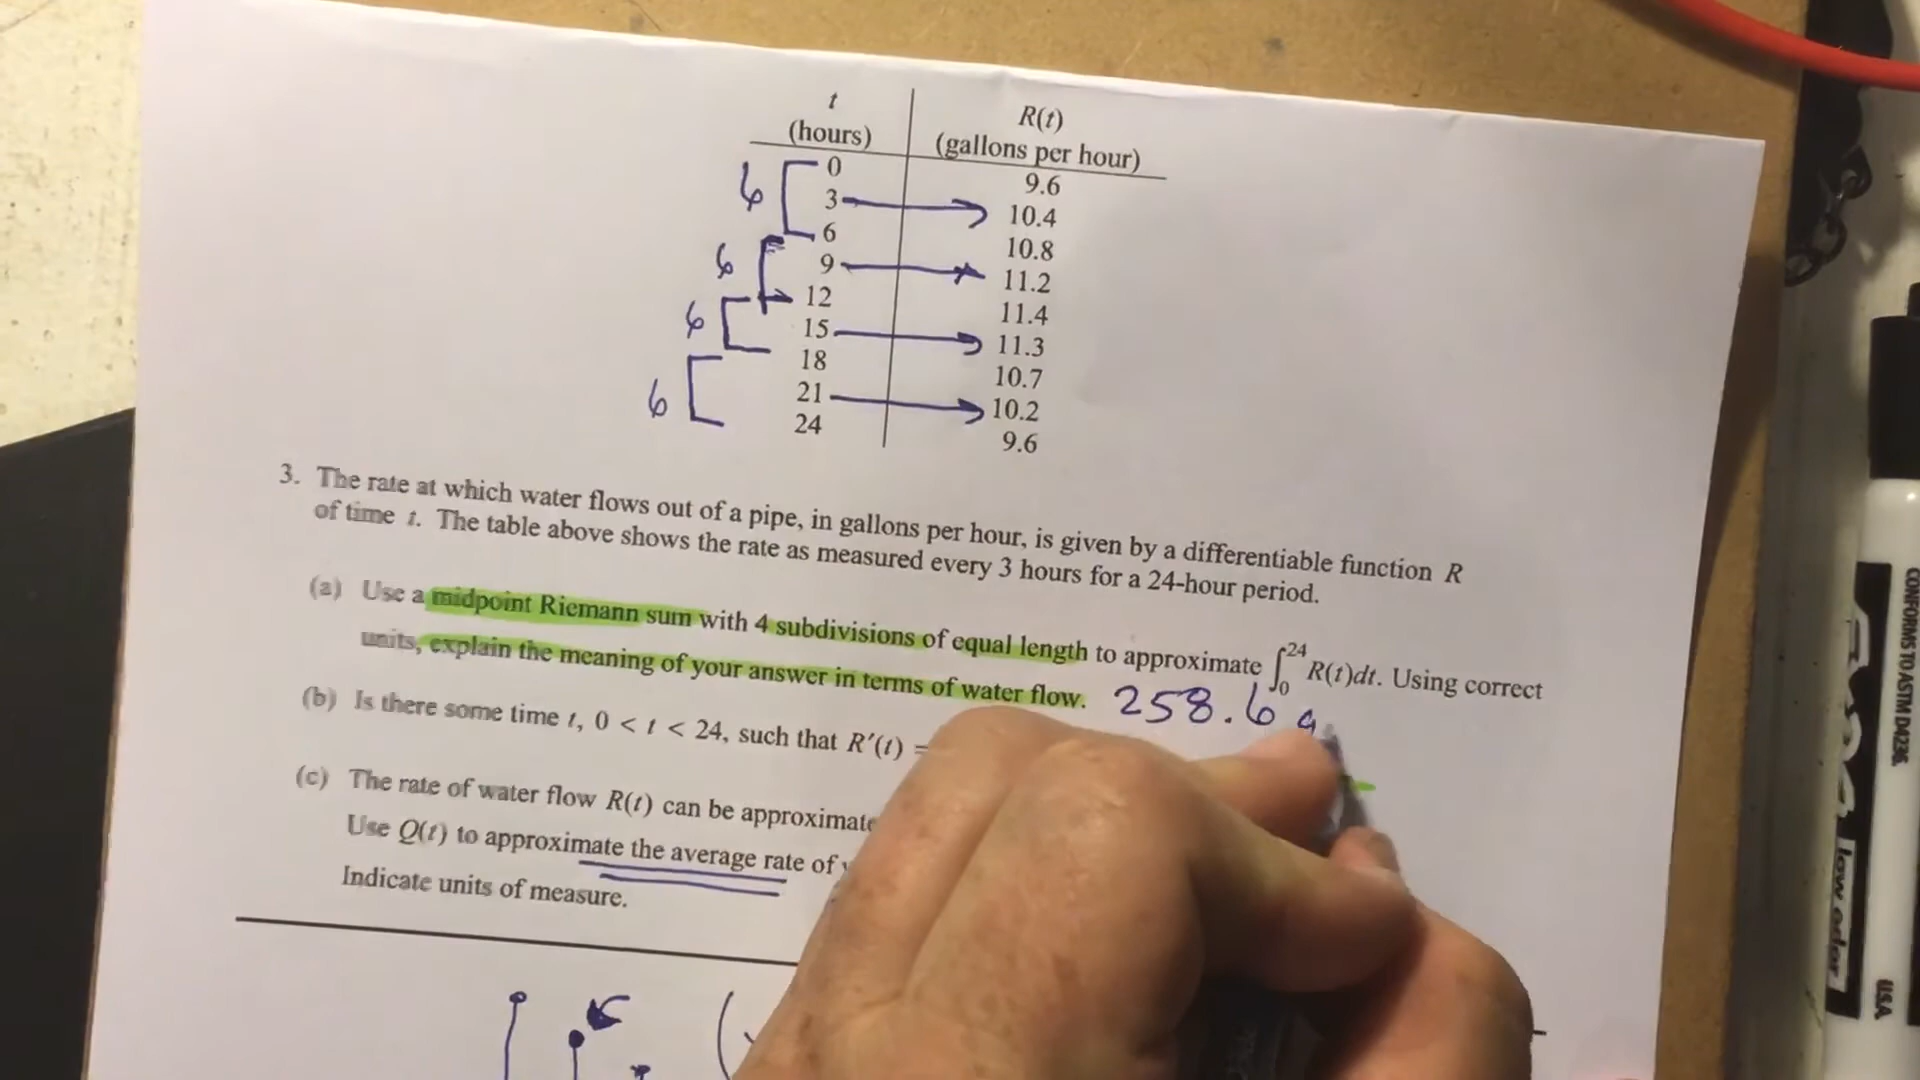 t R(t)
(hours) (gallons per hour)
0 9.6
6 3 10.4
6 10.8
6 9 11.2
12 11.4
6 15 11.3
18 10.7
6 21 10.2
24 9.6
3. The rate at which water flows out of a pipe, in gallons per hour, is given by a differentiable function R
of time t. The table above shows the rate as measured every 3 hours for a 24-hour period.
(a) Use a midpoint Riemann sum with 4 subdivisions of equal length to approximate ∫₀²⁴ R(t)dt. Using correct
units, explain the meaning of your answer in terms of water flow. 258.6 g
(b) Is there some time t, 0 < t < 24, such that R′(t) =
(c) The rate of water flow R(t) can be
Use Q(t) to approximate the average rate of
Indicate units of measure.
CONFORMS TO ASTM D4236
EXPO
low odor
USA